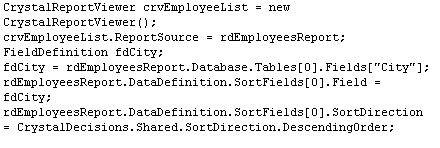 CrystalReportViewer crvEmployeeList = new
CrystalReportViewer();
crvEmployeeList.ReportSource = rdEmployeesReport;
FieldDefinition fdCity;
fdCity = rdEmployeesReport.Database.Tables[0].Fields["City"];
rdEmployeesReport.DataDefinition.SortFields[0].Field =
fdCity;
rdEmployeesReport.DataDefinition.SortFields[0].SortDirection
= CrystalDecisions.Shared.SortDirection.DescendingOrder;